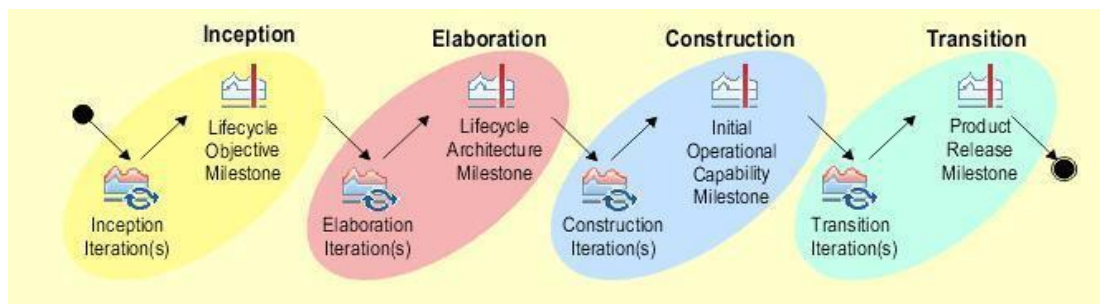 Inception
Lifecycle
Objective
Milestone
Inception
Iteration(s)
Elaboration
Lifecycle
Architecture
Milestone
Elaboration
Iteration(s)
Construction
Initial
Operational
Capability
Milestone
Construction
Iteration(s)
Transition
Product
Release
Milestone
Transition
Iteration(s)